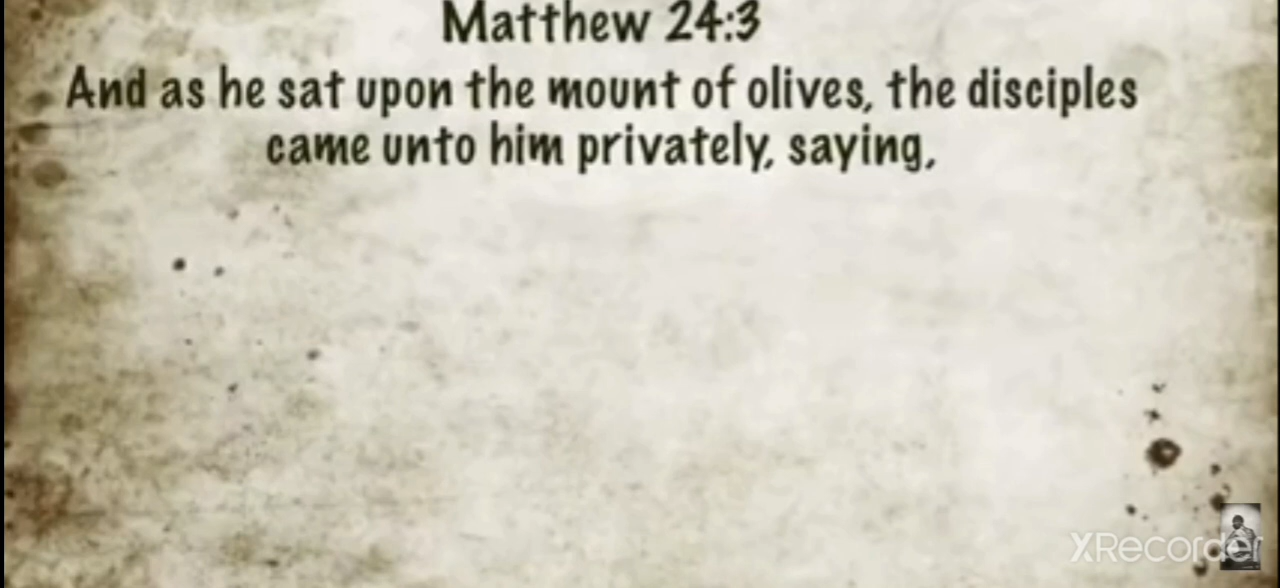 Matthew 24:3
And as he sat upon the mount of olives, the disciples
came unto him privately, saying,
XRecorder